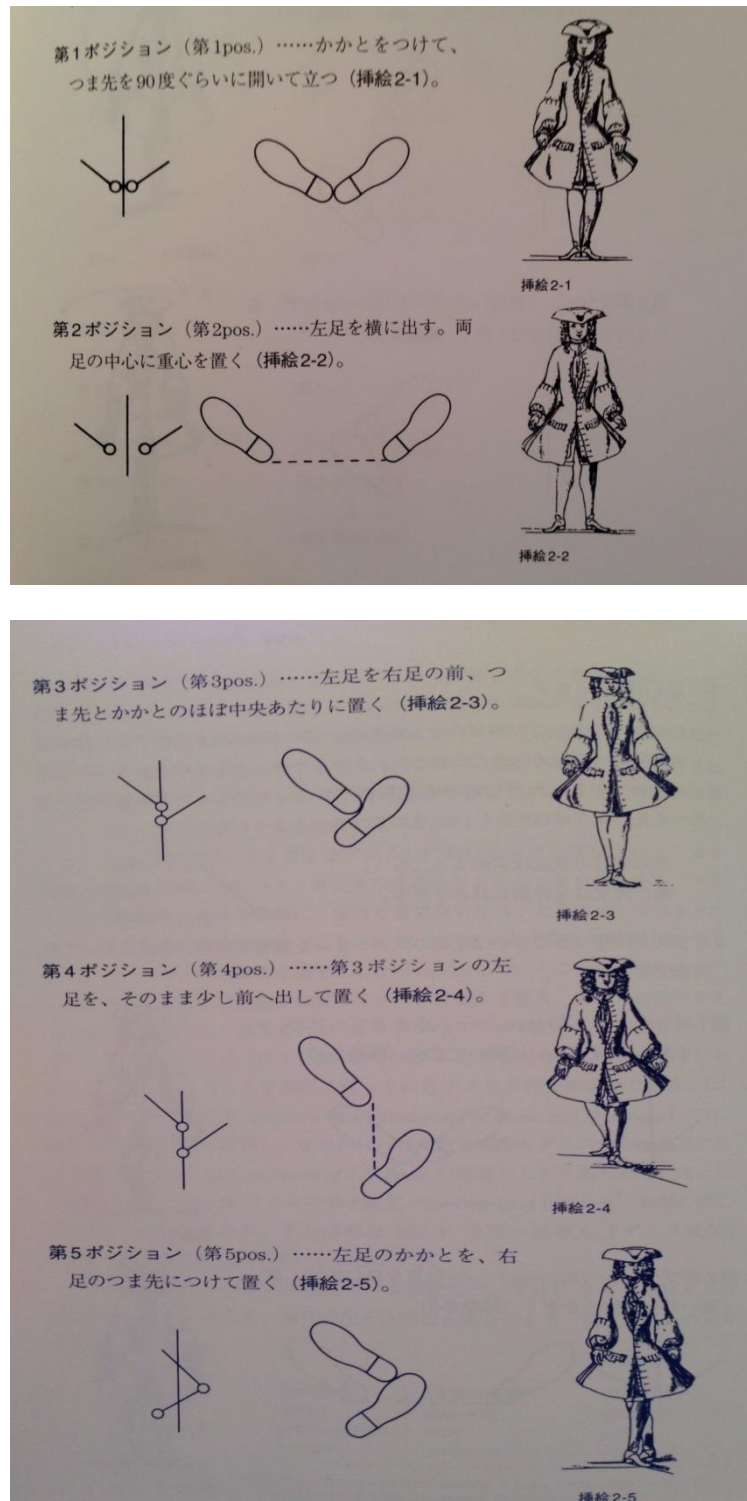 第1ポジション（第1pos.）……かかとをつけて、
つま先を90度ぐらいに開いて立つ（挿絵2-1）。
挿絵2-1
第2ポジション（第2pos.）……左足を横に出す。両
足の中心に重心を置く（挿絵2-2）。
挿絵2-2
第3ポジション（第3pos.）……左足を右足の前、つ
ま先とかかとのほぼ中央あたりに置く（挿絵2-3）。
挿絵2-3
第4ポジション（第4pos.）……第3ポジションの左
足を、そのまま少し前へ出して置く（挿絵2-4）。
挿絵2-4
第5ポジション（第5pos.）……左足のかかとを、右
足のつま先につけて置く（挿絵2-5）。
挿絵2-5